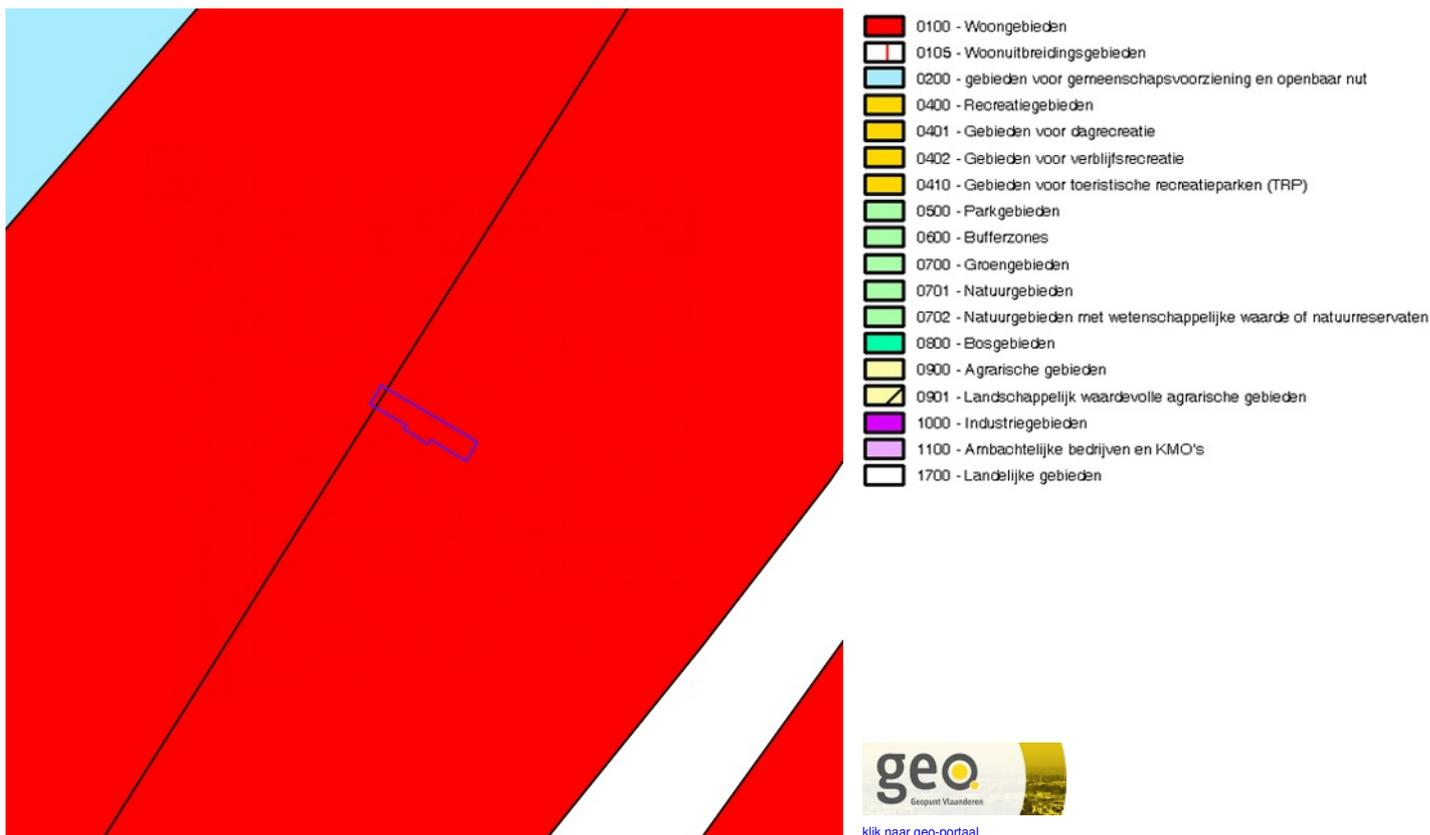 0100 - Woongebieden
0105 - Woonuitbreidingsgebieden
0200 - gebieden voor gemeenschapsvoorziening en openbaar nut
0400 - Recreatiegebieden
0401 - Gebieden voor dagrecreatie
0402 - Gebieden voor verblijfsrecreatie
0410 - Gebieden voor toeristische recreatieparken (TRP)
0500 - Parkgebieden
0600 - Bufferzones
0700 - Groengebieden
0701 - Natuurgebieden
0702 - Natuurgebieden met wetenschappelijke waarde of natuurreservaten
0800 - Bosgebieden
0900 - Agrarische gebieden
0901 - Landschappelijk waardevolle agrarische gebieden
1000 - Industriegebieden
1100 - Ambachtelijke bedrijven en KMO's
1700 - Landelijke gebieden
geo
Geopunt Vlaanderen
klik naar geo-portaal